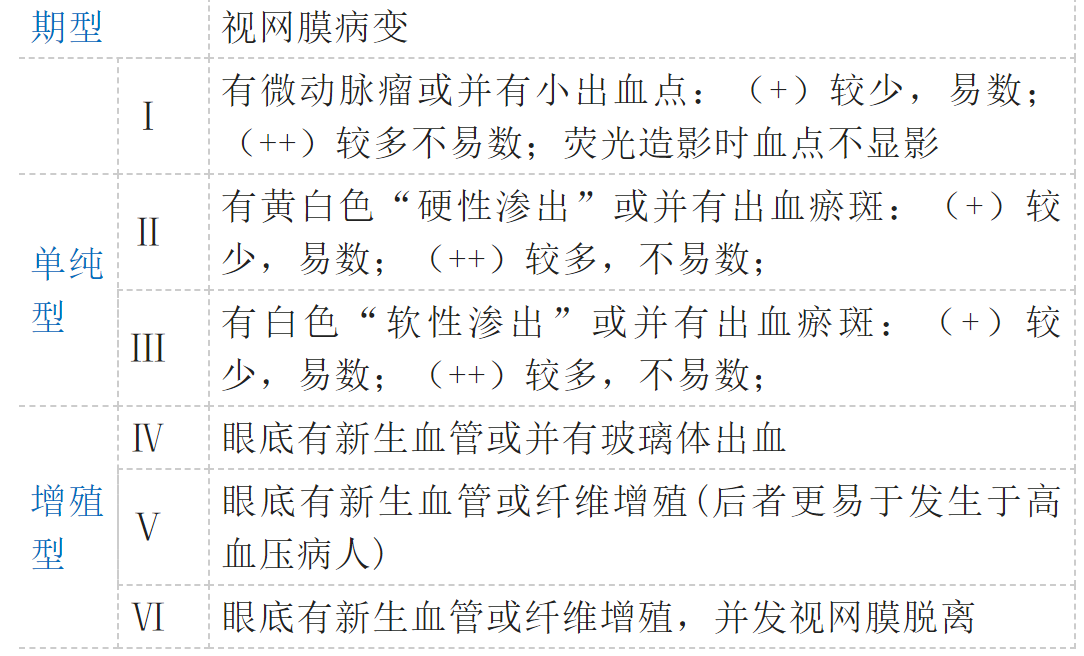 期型 视网膜病变
Ⅰ 有微动脉瘤或并有小出血点：（+）较少，易数；
（++）较多不易数；荧光造影时血点不显影
单纯
型
Ⅱ 有黄白色“硬性渗出”或并有出血瘀斑：（+）较
少，易数；（++）较多，不易数；
Ⅲ 有白色“软性渗出”或并有出血瘀斑：（+）较
少，易数；（++）较多，不易数；
增殖
型
Ⅳ 眼底有新生血管或并有玻璃体出血
Ⅴ 眼底有新生血管或纤维增殖(后者更易于发生于高
血压病人)
Ⅵ 眼底有新生血管或纤维增殖，并发视网膜脱离